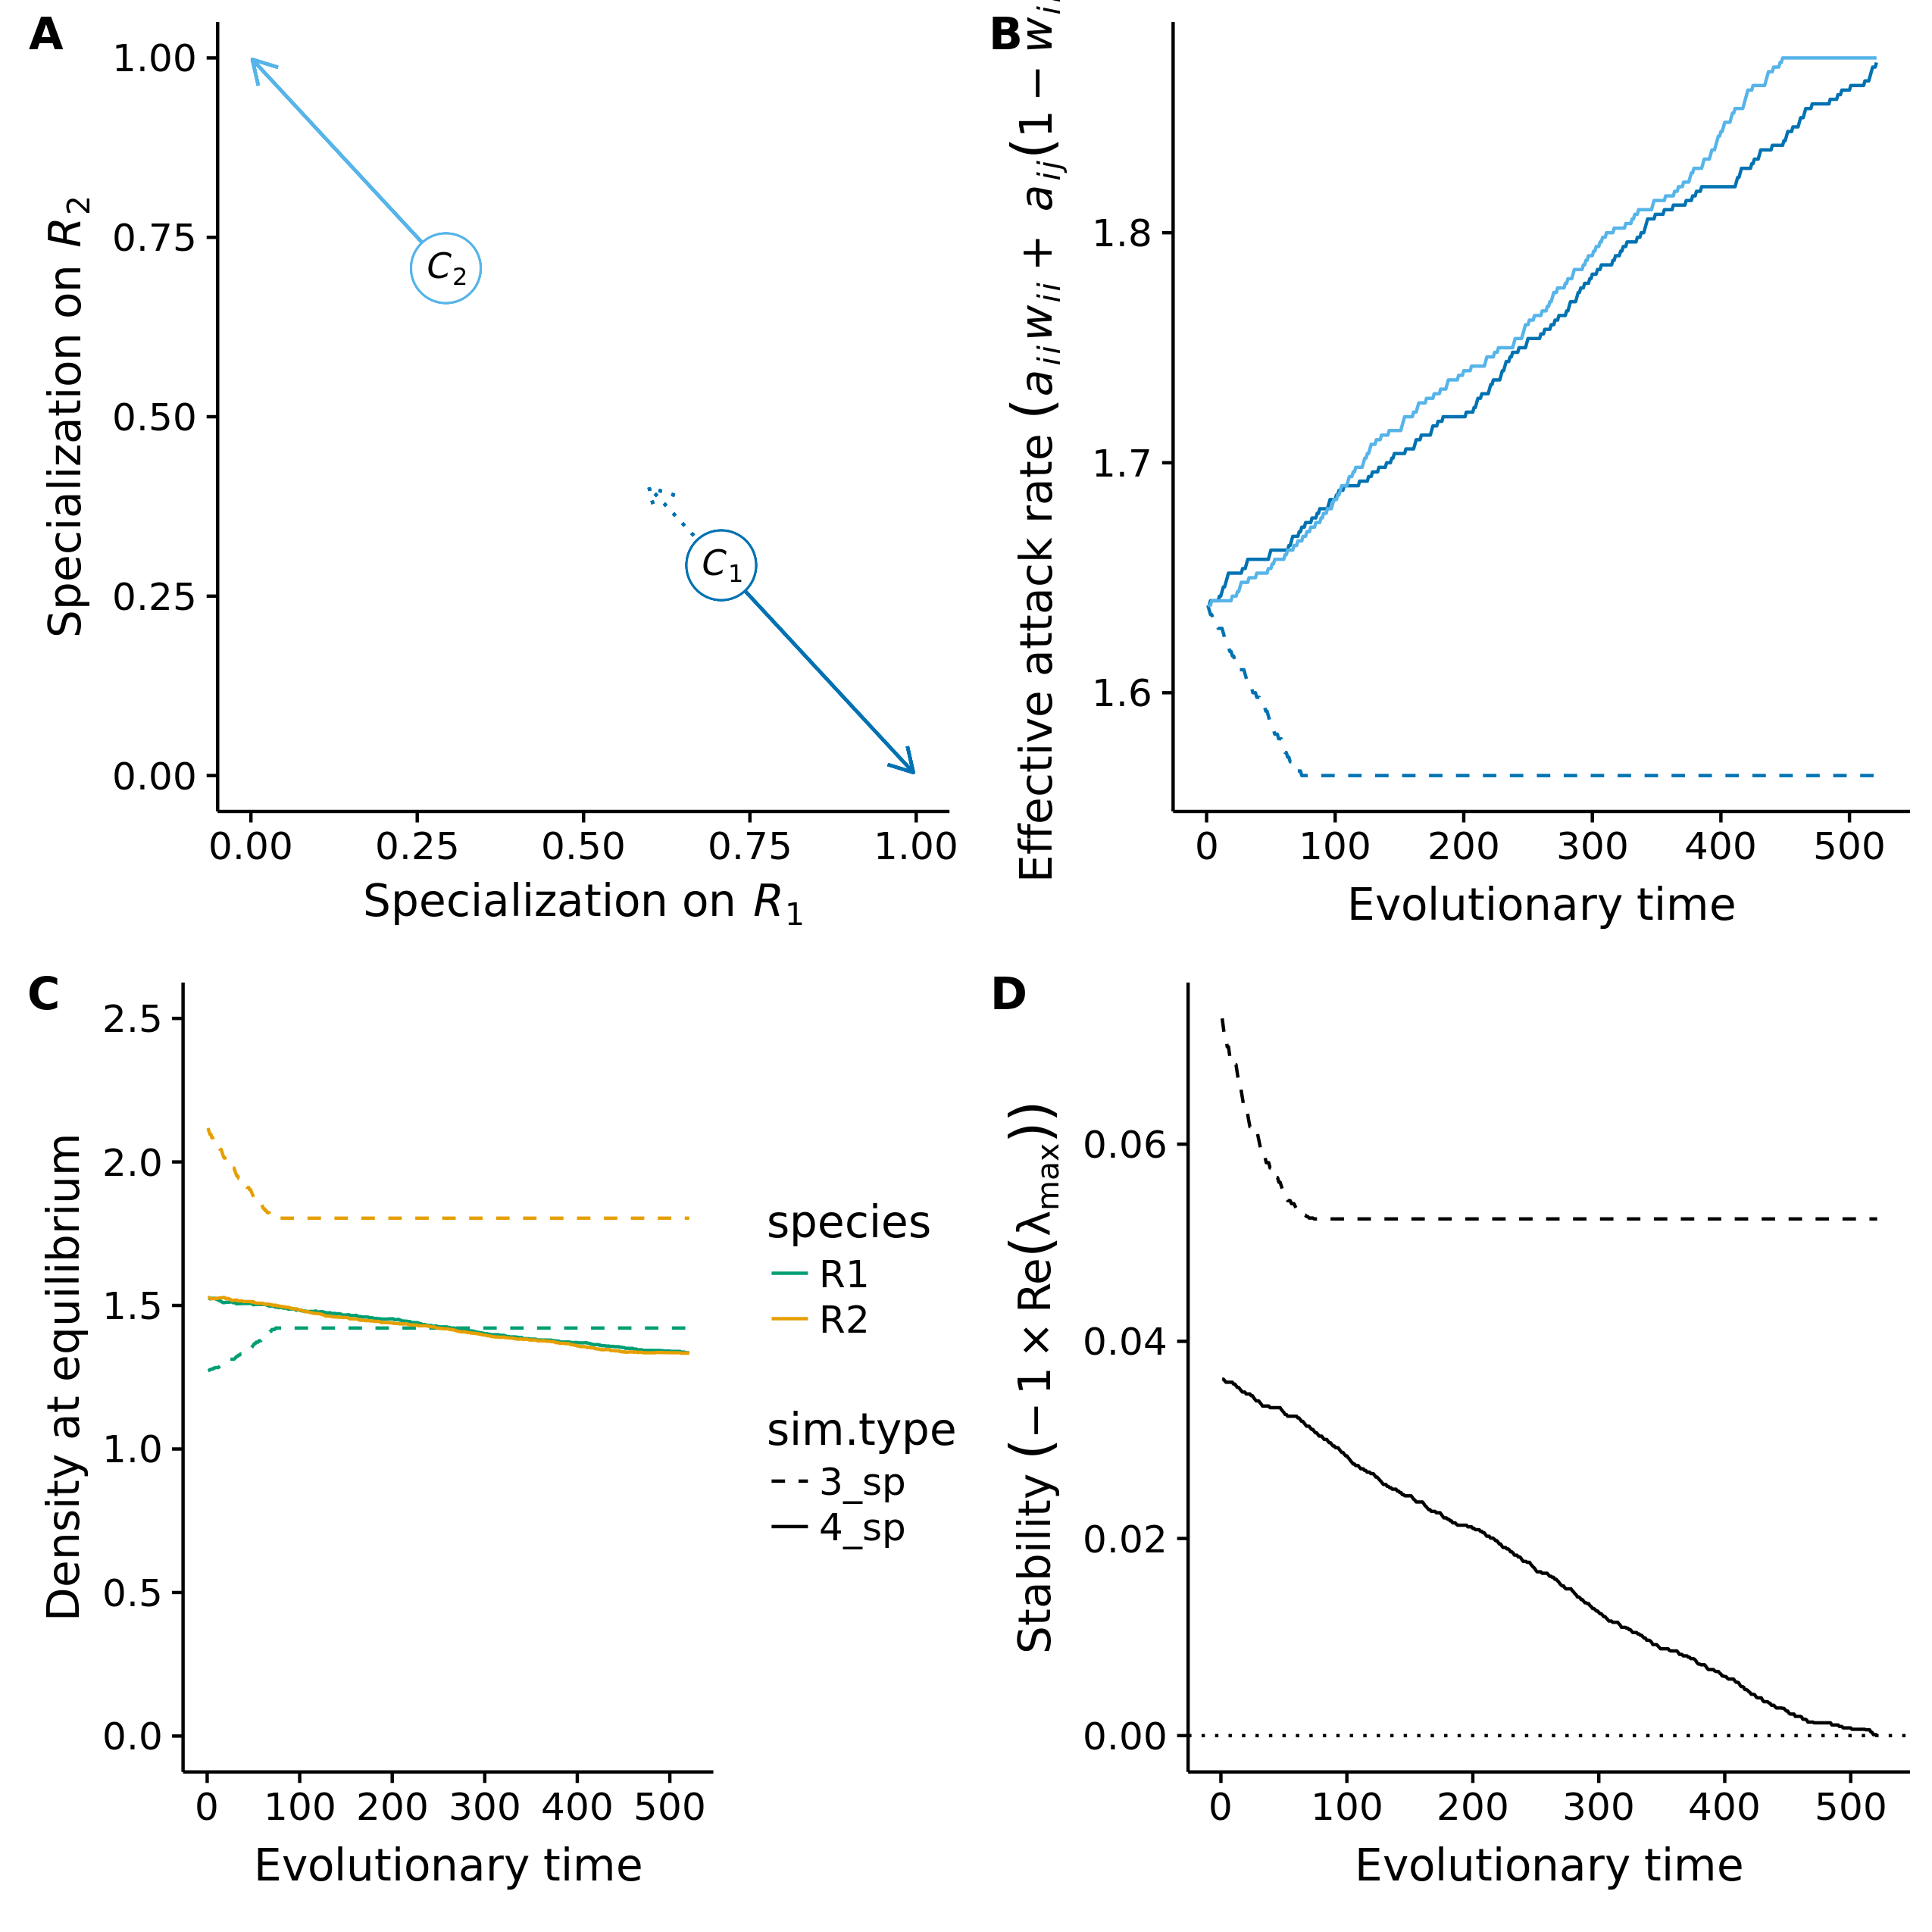 A
1.00
0.75
0.50
0.25
0.00
Specialization on R2
C2
C1
0.00 0.25 0.50 0.75 1.00
Specialization on R1
B
Effective attack rate (aiiwii + aij(1 − wii
1.8
1.7
1.6
0 100 200 300 400 500
Evolutionary time
C
2.5
2.0
1.5
1.0
0.5
0.0
Density at equilibrium
0 100 200 300 400 500
Evolutionary time
species
R1
R2
sim.type
3_sp
4_sp
D
0.06
0.04
0.02
0.00
Stability (− 1 × Re(λmax))
0 100 200 300 400 500
Evolutionary time